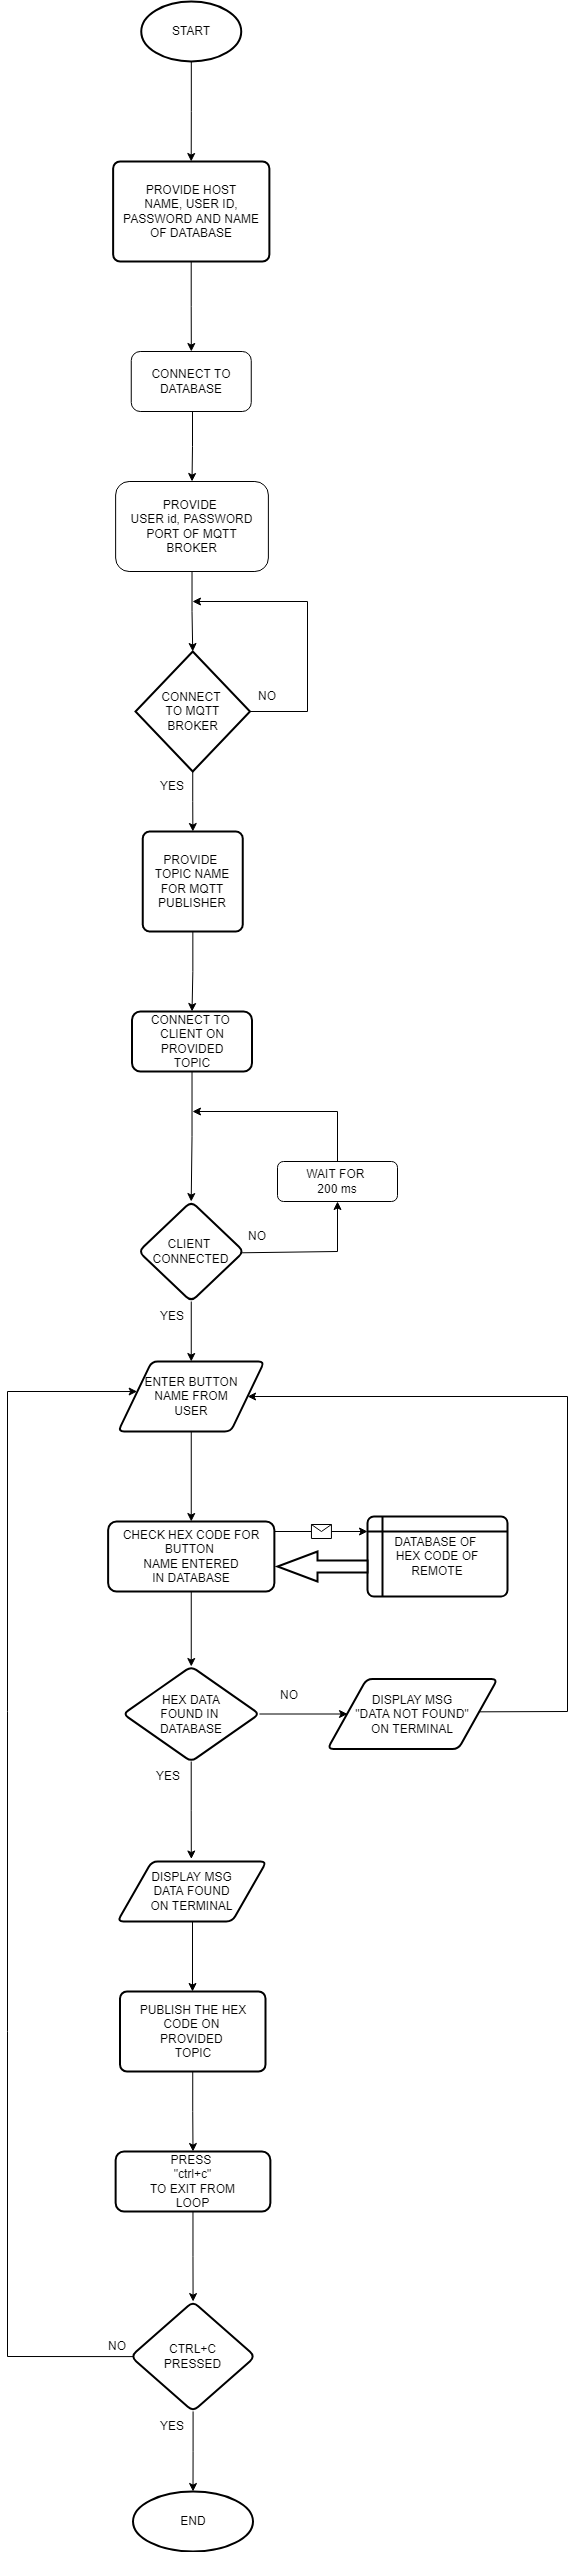 START
PROVIDE HOST
NAME, USER ID,
PASSWORD AND NAME
OF DATABASE
CONNECT TO
DATABASE
PROVIDE
USER id, PASSWORD
PORT OF MQTT
BROKER
CONNECT
TO MQTT
BROKER
NO
YES
PROVIDE
TOPIC NAME
FOR MQTT
PUBLISHER
CONNECT TO
CLIENT ON
PROVIDED
TOPIC
WAIT FOR
200 ms
CLIENT
CONNECTED
NO
YES
ENTER BUTTON
NAME FROM
USER
CHECK HEX CODE FOR
BUTTON
NAME ENTERED
IN DATABASE
DATABASE OF
HEX CODE OF
REMOTE
HEX DATA
FOUND IN
DATABASE
NO
DISPLAY MSG
"DATA NOT FOUND"
ON TERMINAL
YES
DISPLAY MSG
DATA FOUND
ON TERMINAL
PUBLISH THE HEX
CODE ON
PROVIDED
TOPIC
PRESS
"ctrl+c"
TO EXIT FROM
LOOP
CTRL+C
PRESSED
NO
YES
END